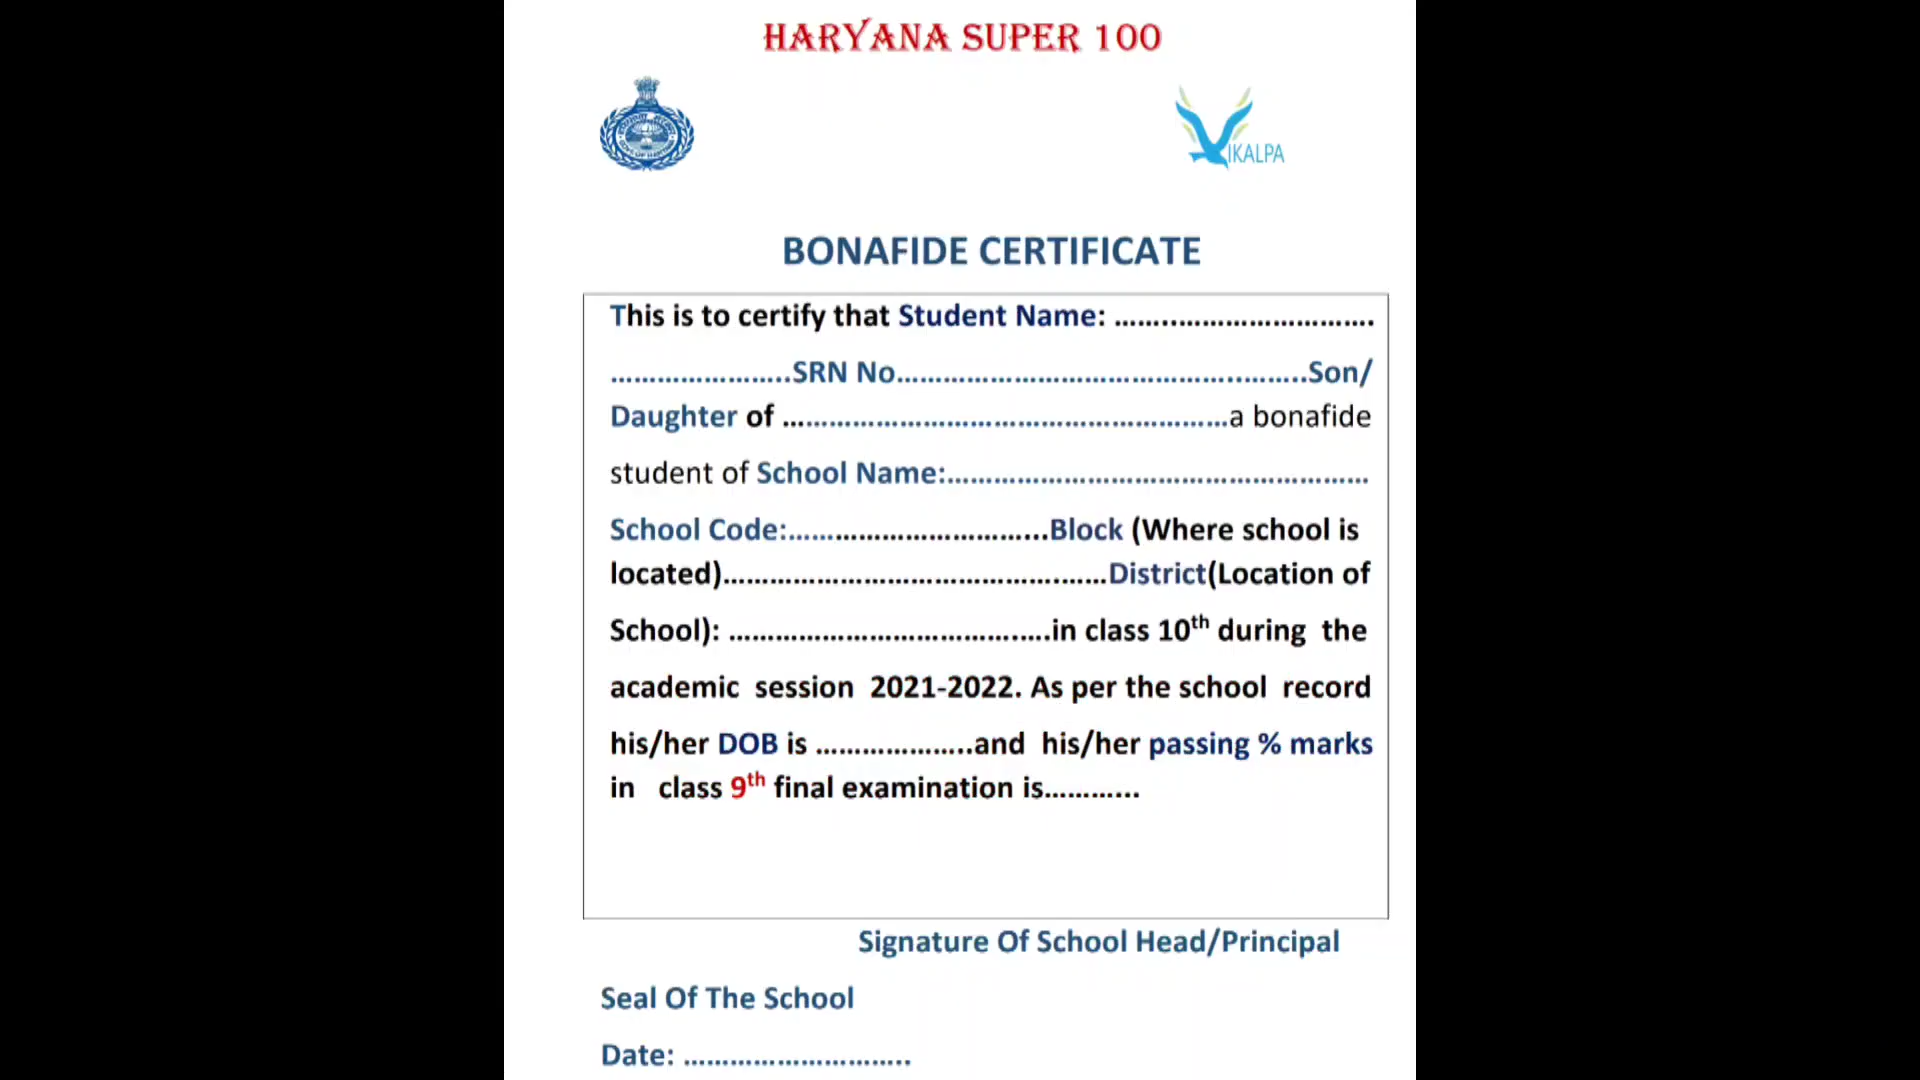 HARYANA SUPER 100
IKALPA
BONAFIDE CERTIFICATE
This is to certify that Student Name: ……..…………………….
…………………..SRN No……………………………………..……..Son/
Daughter of ………………………………………………a bonafide
student of School Name:………………………………………………
School Code:…………………………...Block (Where school is
located)…………………………………….……District(Location of
School): ……………………………….….in class 10th during the
academic session 2021-2022. As per the school record
his/her DOB is ………………..and his/her passing % marks
in class 9th final examination is………...
Signature Of School Head/Principal
Seal Of The School
Date: ………………………..